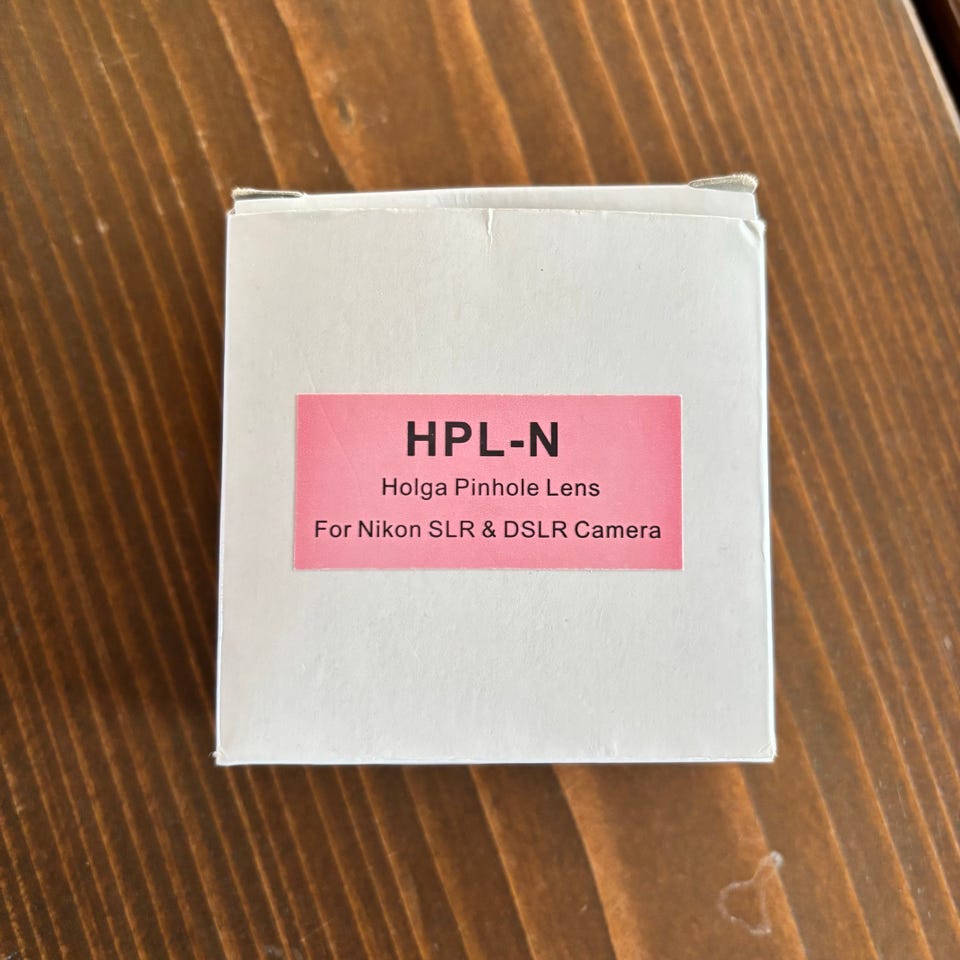 HPL-N
Holga Pinhole Lens
For Nikon SLR & DSLR Camera